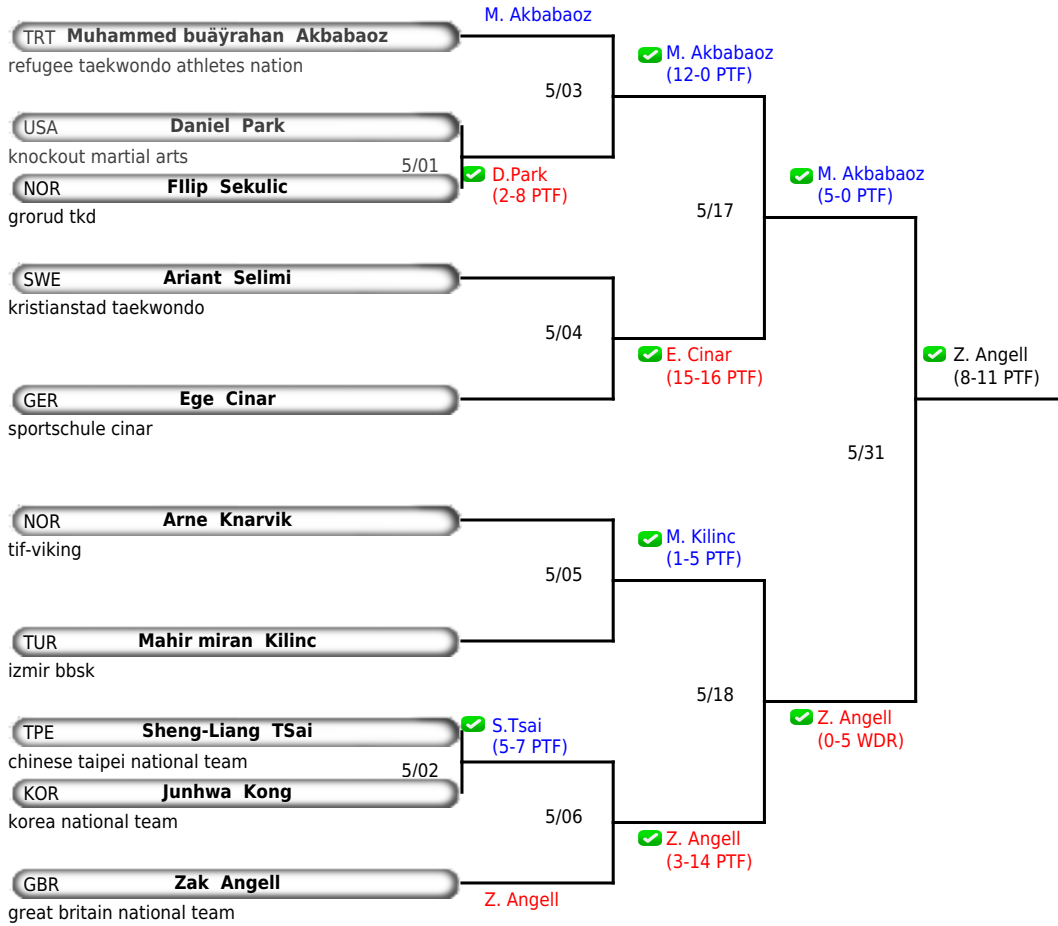 M. Akbabaoz
TRT Muhammed buäÿrahan Akbabaoz
refugee taekwondo athletes nation
M. Akbabaoz
(12-0 PTF)
5/03
USA Daniel Park
knockout martial arts
5/01
D.Park
(2-8 PTF)
NOR FIlip Sekulic
grorud tkd
M. Akbabaoz
(5-0 PTF)
5/17
SWE Ariant Selimi
kristianstad taekwondo
5/04
E. Cinar
(15-16 PTF)
Z. Angell
(8-11 PTF)
GER Ege Cinar
sportschule cinar
5/31
NOR Arne Knarvik
tif-viking
M. Kilinc
(1-5 PTF)
5/05
TUR Mahir miran Kilinc
izmir bbsk
5/18
Z. Angell
(0-5 WDR)
TPE Sheng-Liang TSai
chinese taipei national team
S.Tsai
(5-7 PTF)
5/02
KOR Junhwa Kong
korea national team
5/06
Z. Angell
(3-14 PTF)
GBR Zak Angell
great britain national team
Z. Angell